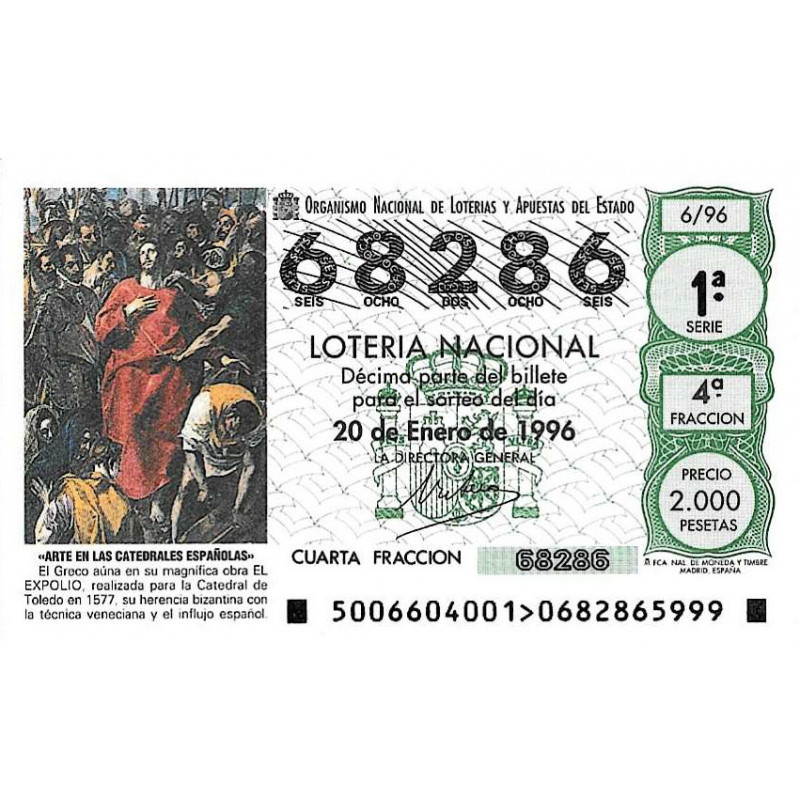 ORGANISMO NACIONAL DE LOTERIAS Y APUESTAS DEL ESTADO
68286
SEIS OCHO DOS OCHO SEIS
LOTERIA NACIONAL
Décima parte del billete
para el sorteo del día
20 de Enero de 1996
LA DIRECTORA GENERAL
CUARTA FRACCION 68286
6/96
1ª
SERIE
4ª
FRACCION
PRECIO
2.000
PESETAS
FCA. NAL. DE MONEDA Y TIMBRE
MADRID. ESPAÑA
«ARTE EN LAS CATEDRALES ESPAÑOLAS»
El Greco aúna en su magnífica obra EL
EXPOLIO, realizada para la Catedral de
Toledo en 1577, su herencia bizantina con
la técnica veneciana y el influjo español.
5006604001>0682865999